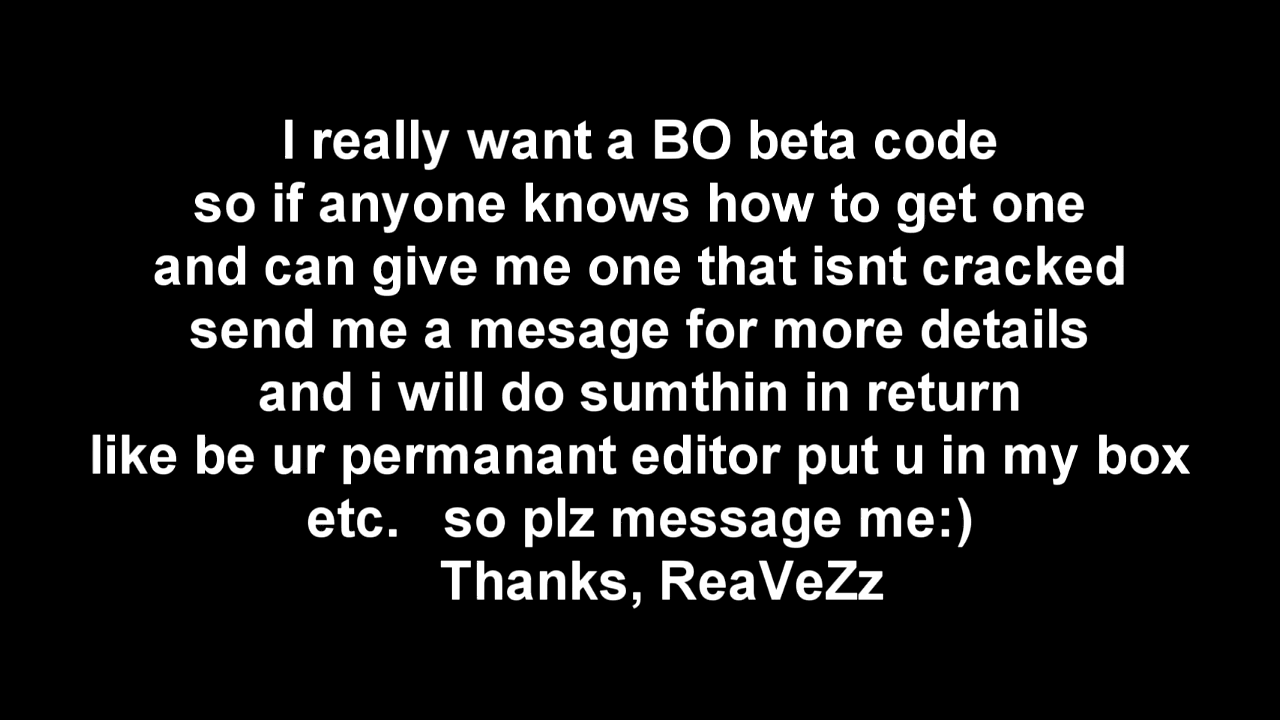 I really want a BO beta code
so if anyone knows how to get one
and can give me one that isnt cracked
send me a mesage for more details
and i will do sumthin in return
like be ur permanant editor put u in my box
etc.   so plz message me:)
Thanks, ReaVeZz